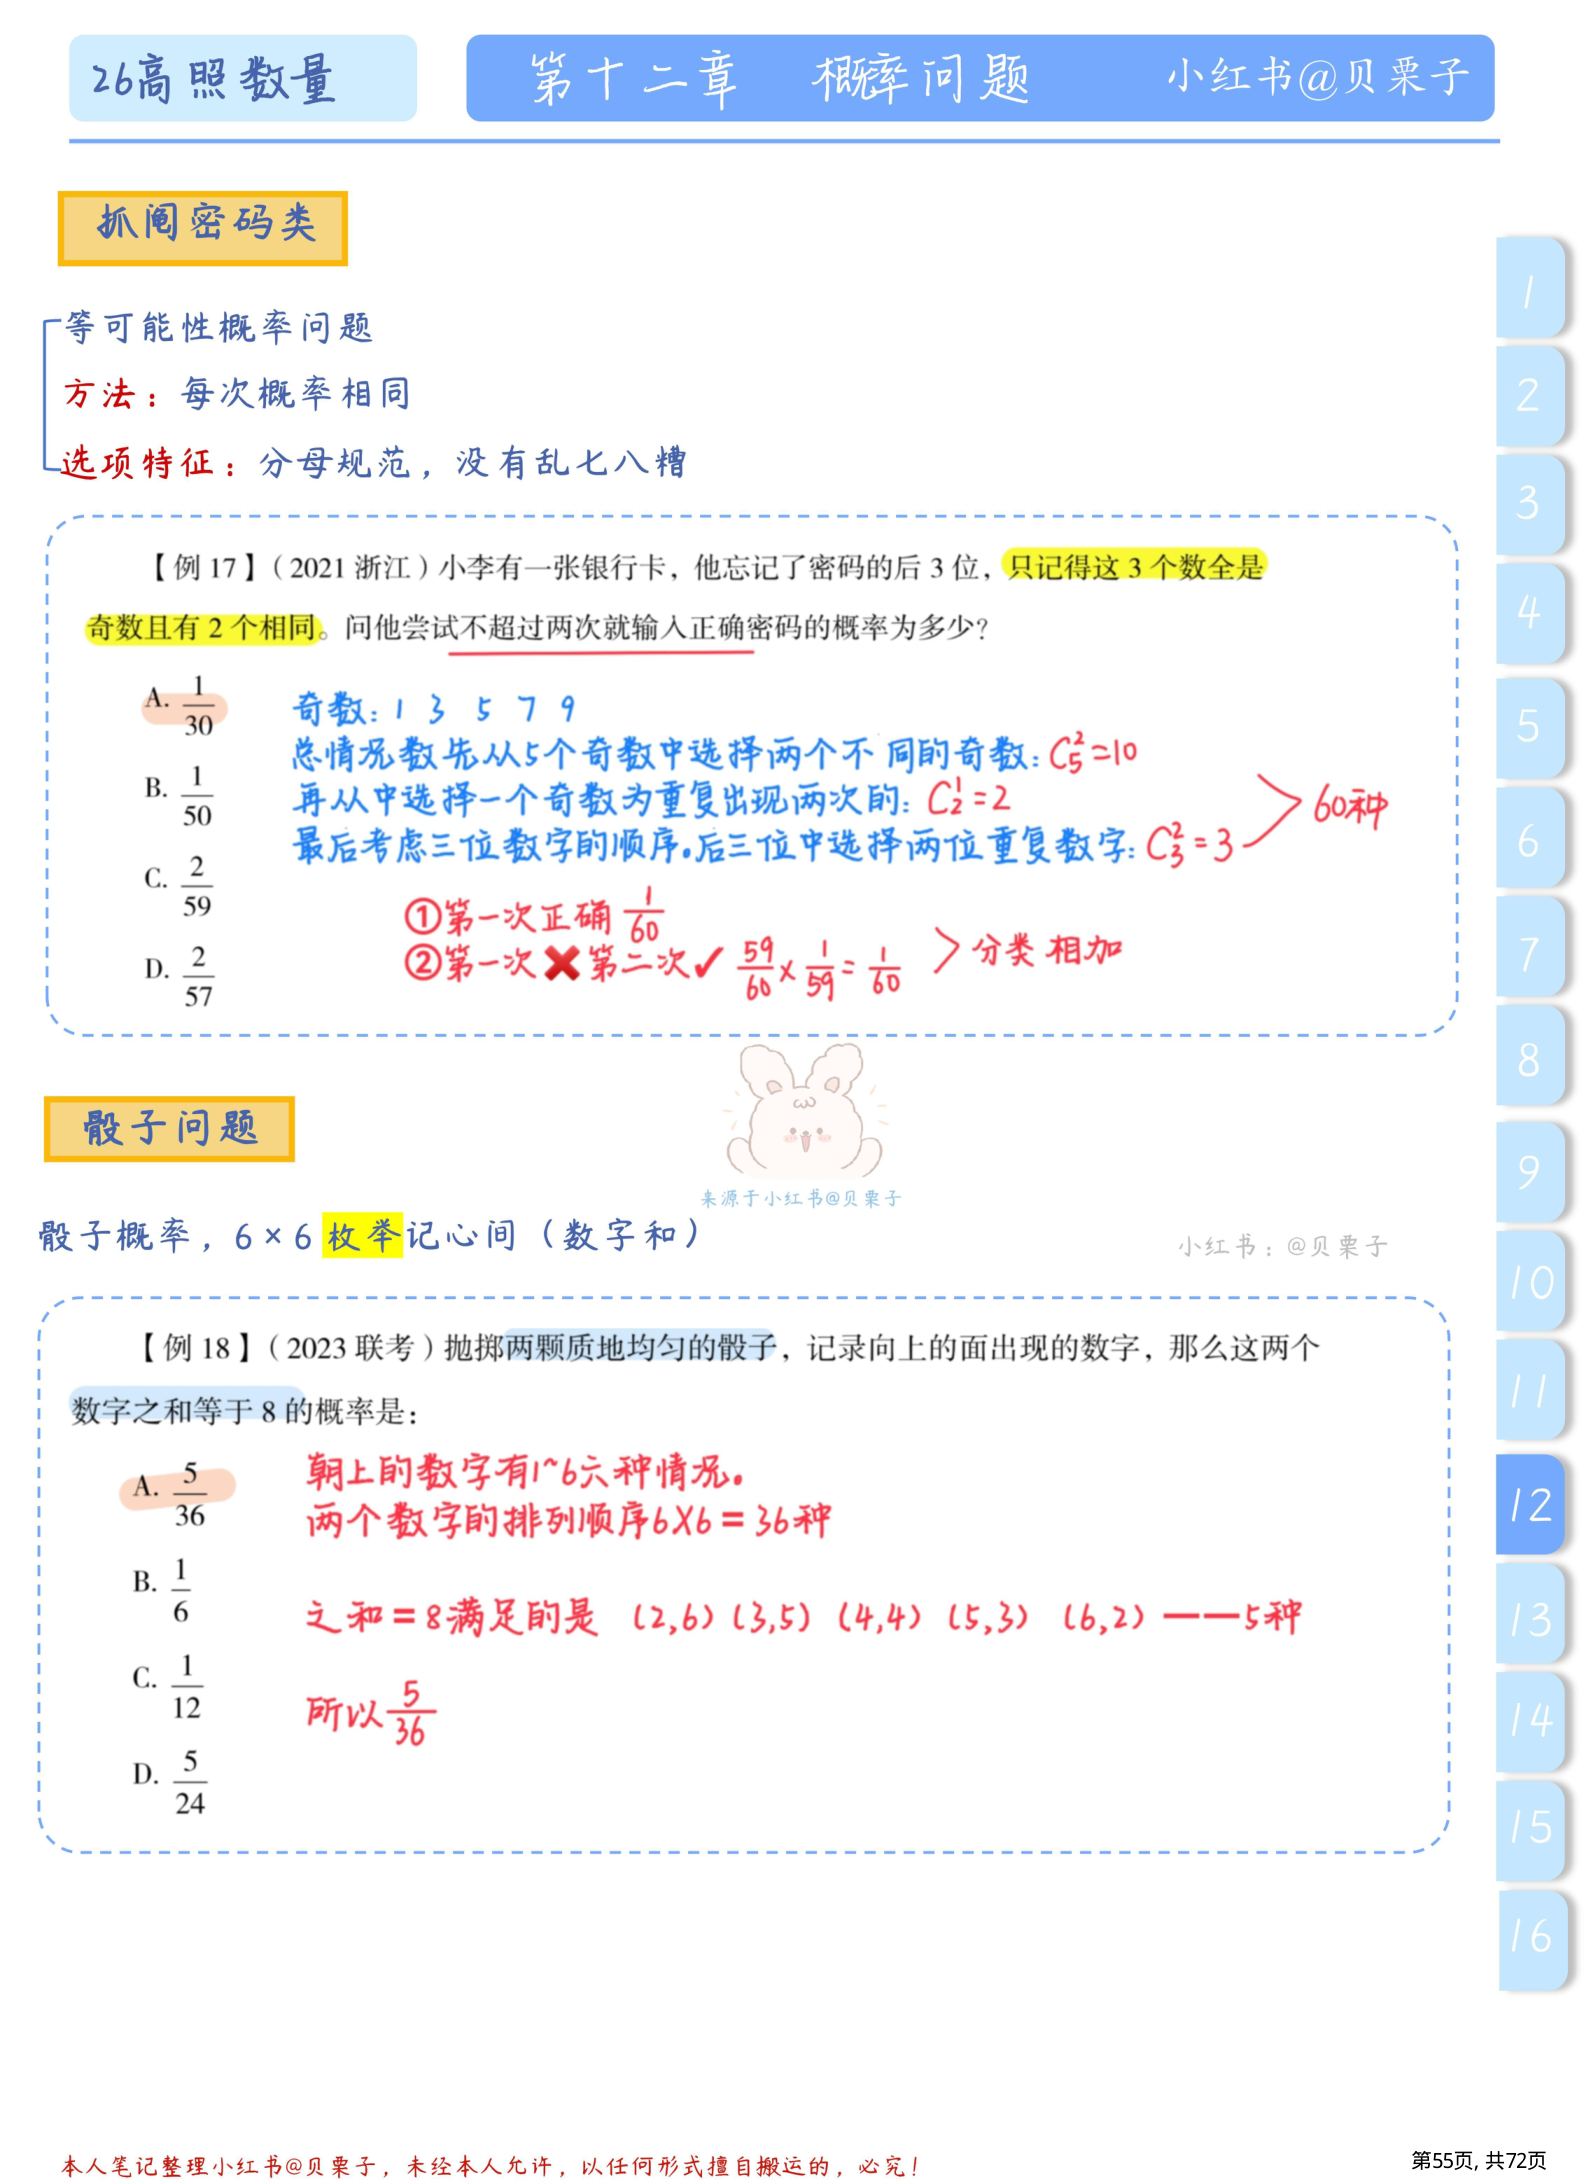 26高照数量
第十二章 概率问题
小红书@贝栗子
抓阄密码类
等可能性概率问题
方法：每次概率相同
选项特征：分母规范，没有乱七八糟
【例 17】（2021 浙江）小李有一张银行卡，他忘记了密码的后 3 位，只记得这 3 个数全是
奇数且有 2 个相同。问他尝试不超过两次就输入正确密码的概率为多少？
A. 1/30
B. 1/50
C. 2/59
D. 2/57
奇数：1 3 5 7 9
总情况数先从5个奇数中选择两个不同的奇数：C₅²=10
再从中选择一个奇数为重复出现两次的：C₂¹=2
最后考虑三位数字的顺序。后三位中选择两位重复数字：C₃²=3
60种
①第一次正确 1/60
②第一次❌第二次✓ 59/60 × 1/59 = 1/60
分类相加
来源于小红书@贝栗子
骰子问题
骰子概率，6×6枚举记心间（数字和）
小红书：@贝栗子
【例 18】（2023 联考）抛掷两颗质地均匀的骰子，记录向上的面出现的数字，那么这两个
数字之和等于 8 的概率是：
A. 5/36
B. 1/6
C. 1/12
D. 5/24
朝上的数字有1~6六种情况。
两个数字的排列顺序6X6=36种
之和=8满足的是 (2,6) (3,5) (4,4) (5,3) (6,2) ——5种
所以5/36
1
2
3
4
5
6
7
8
9
10
11
12
13
14
15
16
本人笔记整理小红书@贝栗子，未经本人允许，以任何形式擅自搬运的，必究！
第55页, 共72页